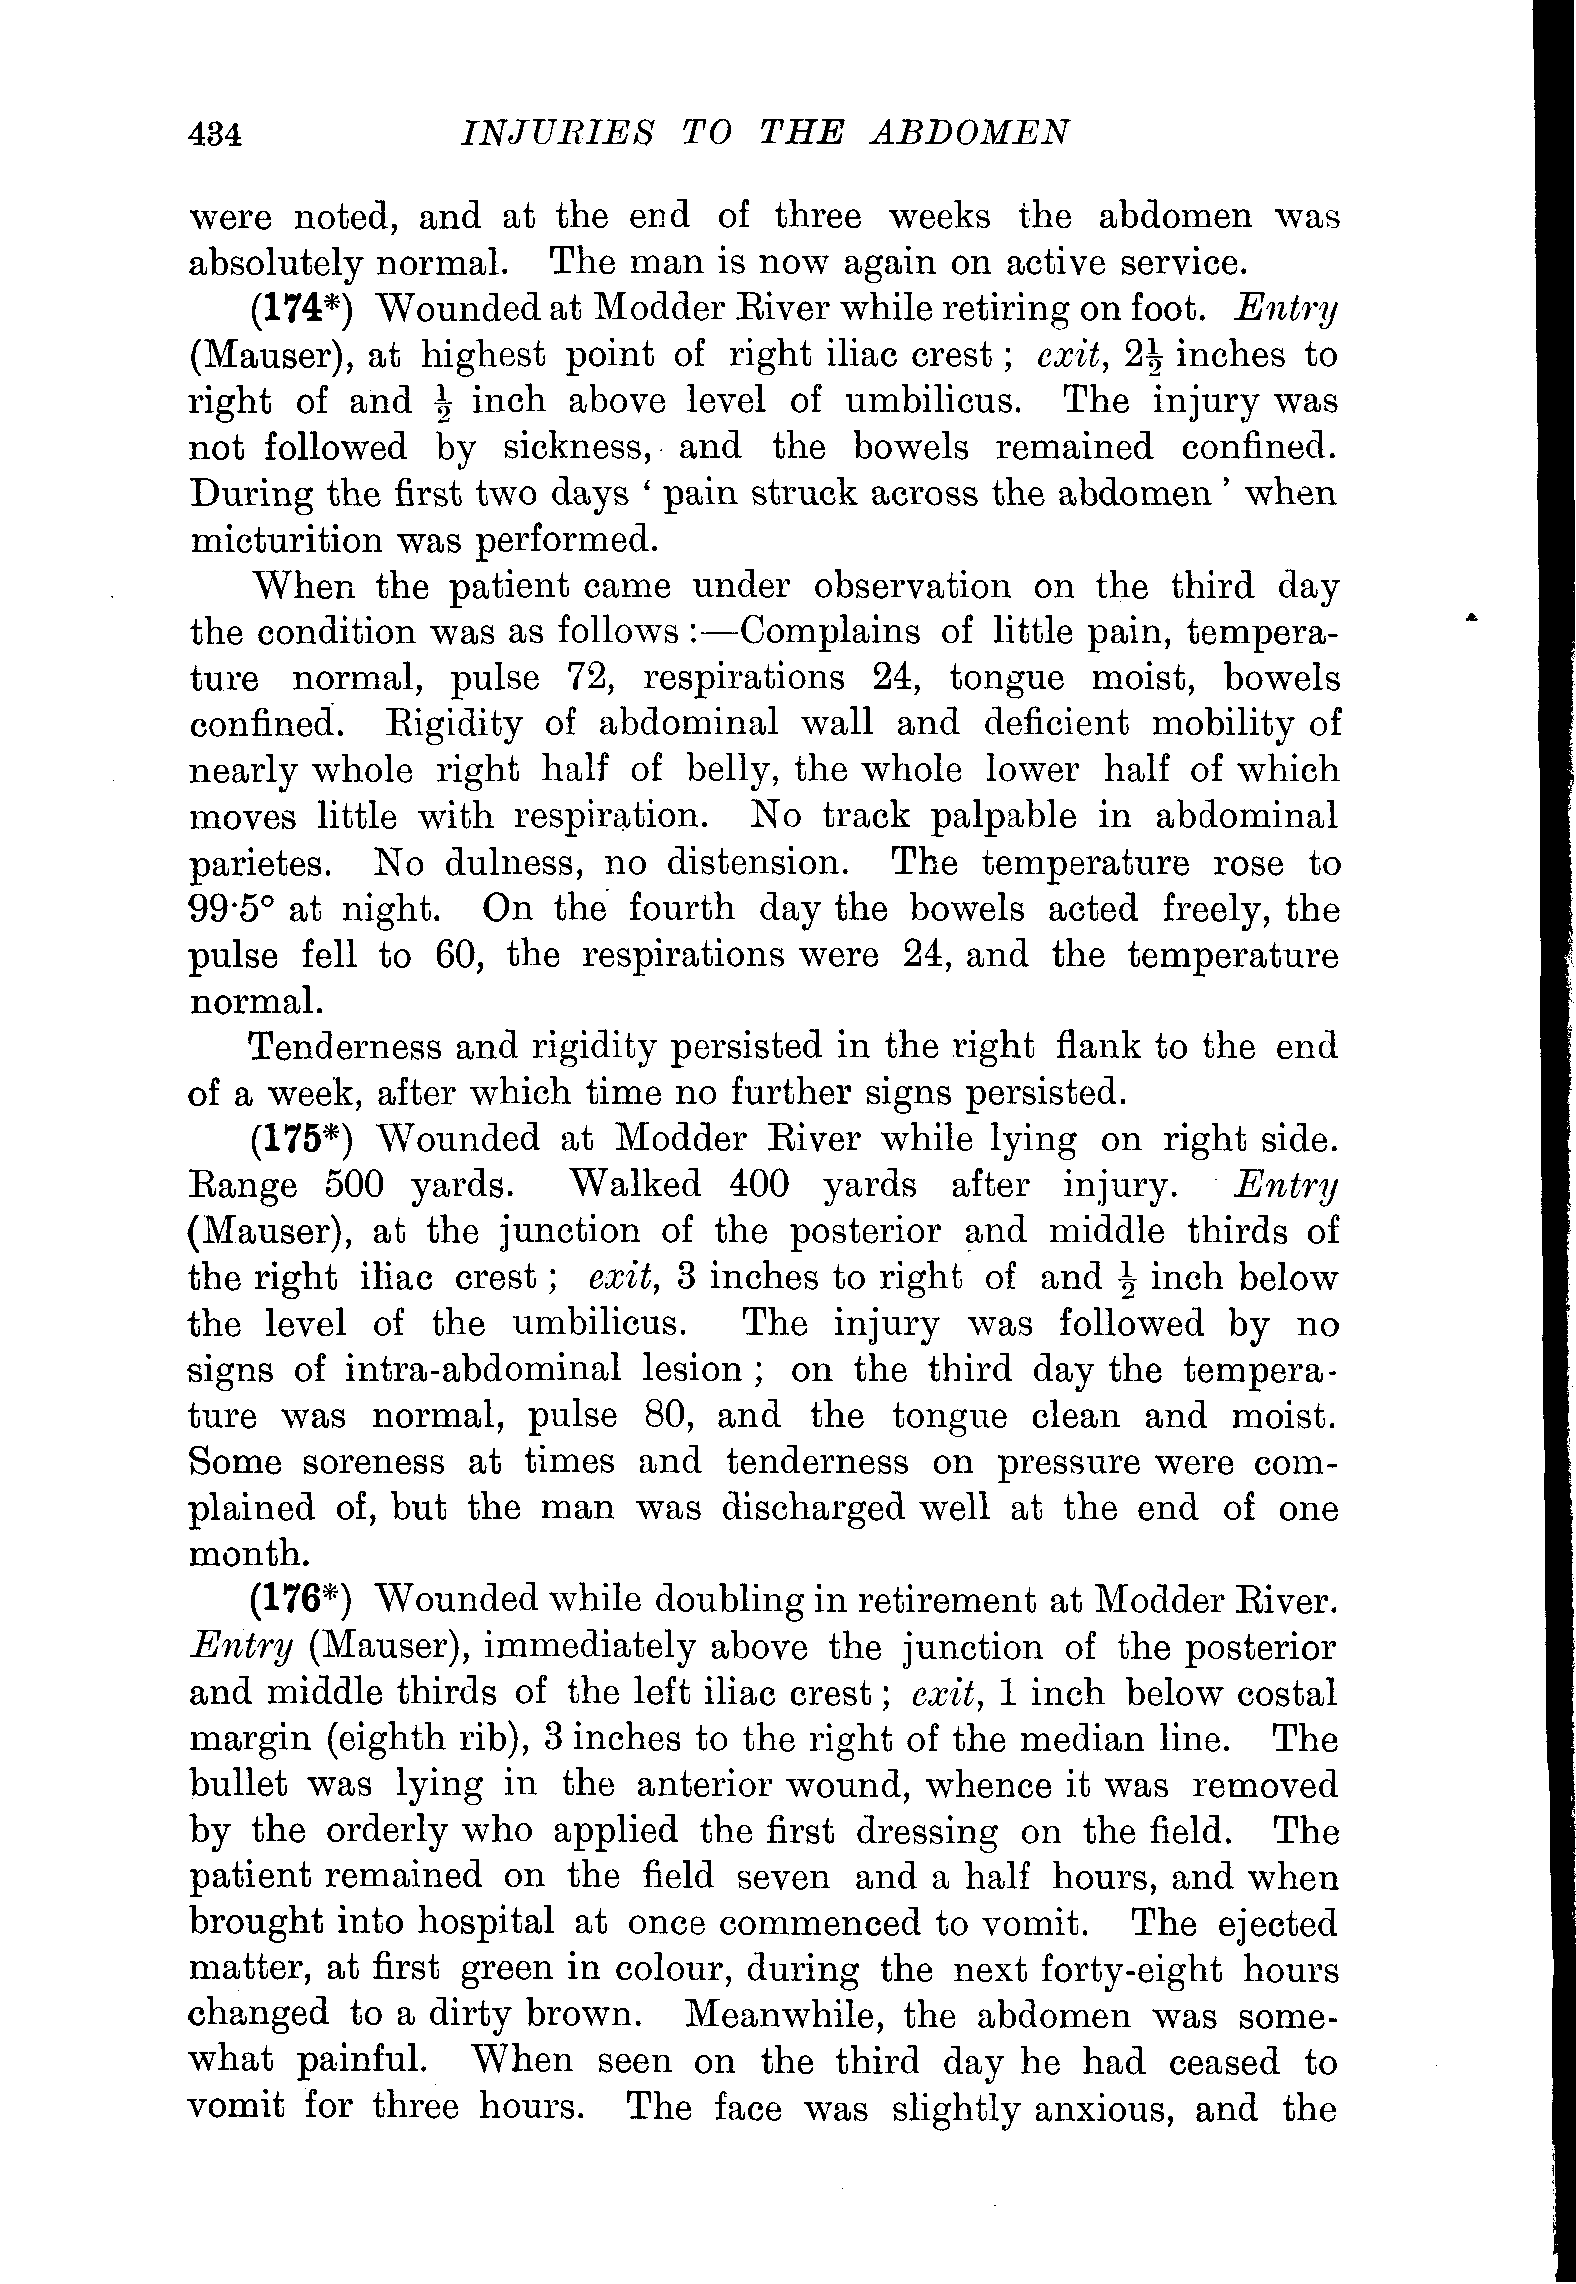 434 INJURIES TO THE ABDOMEN
were noted, and at the end of three weeks the abdomen was
absolutely normal. The man is now again on active service.
(174*) Wounded at Modder River while retiring on foot. Entry
(Mauser), at highest point of right iliac crest ; exit, 2½ inches to
right of and ½ inch above level of umbilicus. The injury was
not followed by sickness, and the bowels remained confined.
During the first two days ‘ pain struck across the abdomen ’ when
micturition was performed.
When the patient came under observation on the third day
the condition was as follows :—Complains of little pain, tempera-
ture normal, pulse 72, respirations 24, tongue moist, bowels
confined. Rigidity of abdominal wall and deficient mobility of
nearly whole right half of belly, the whole lower half of which
moves little with respiration. No track palpable in abdominal
parietes. No dulness, no distension. The temperature rose to
99·5° at night. On the fourth day the bowels acted freely, the
pulse fell to 60, the respirations were 24, and the temperature
normal.
Tenderness and rigidity persisted in the right flank to the end
of a week, after which time no further signs persisted.
(175*) Wounded at Modder River while lying on right side.
Range 500 yards. Walked 400 yards after injury. Entry
(Mauser), at the junction of the posterior and middle thirds of
the right iliac crest ; exit, 3 inches to right of and ½ inch below
the level of the umbilicus. The injury was followed by no
signs of intra-abdominal lesion ; on the third day the tempera-
ture was normal, pulse 80, and the tongue clean and moist.
Some soreness at times and tenderness on pressure were com-
plained of, but the man was discharged well at the end of one
month.
(176*) Wounded while doubling in retirement at Modder River.
Entry (Mauser), immediately above the junction of the posterior
and middle thirds of the left iliac crest ; exit, 1 inch below costal
margin (eighth rib), 3 inches to the right of the median line. The
bullet was lying in the anterior wound, whence it was removed
by the orderly who applied the first dressing on the field. The
patient remained on the field seven and a half hours, and when
brought into hospital at once commenced to vomit. The ejected
matter, at first green in colour, during the next forty-eight hours
changed to a dirty brown. Meanwhile, the abdomen was some-
what painful. When seen on the third day he had ceased to
vomit for three hours. The face was slightly anxious, and the